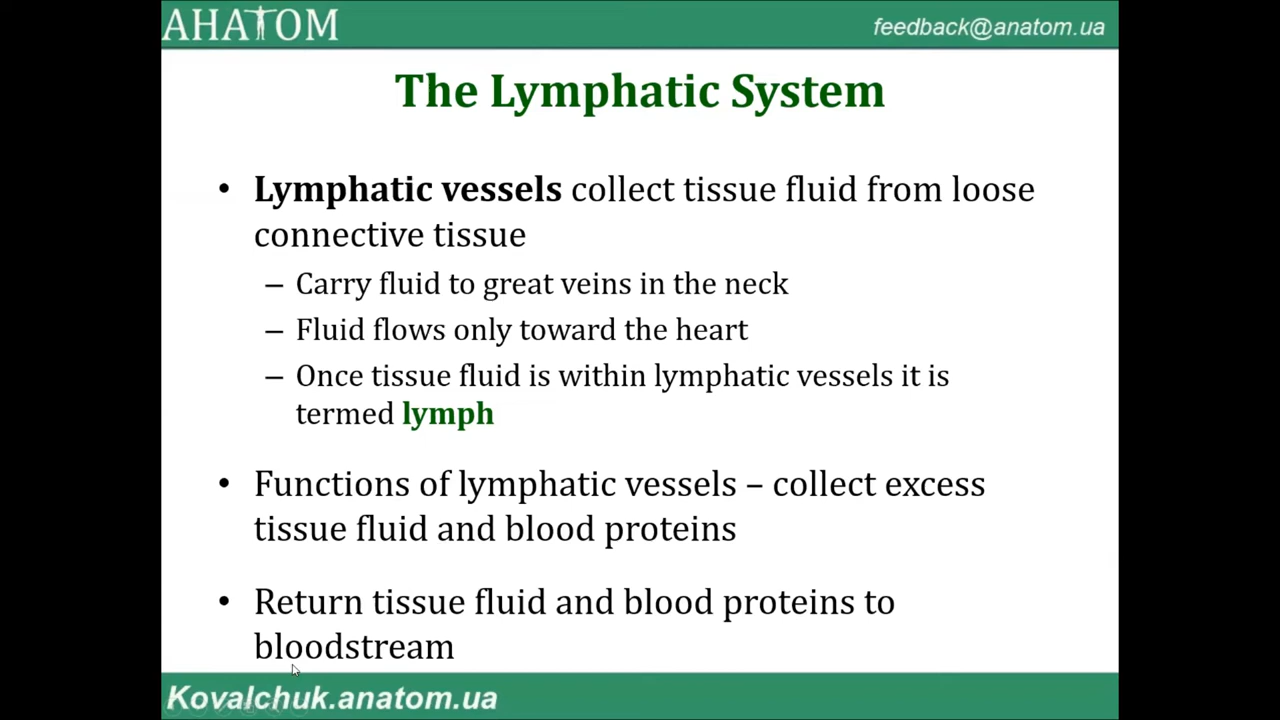 АНАТОМ
feedback@anatom.ua
The Lymphatic System
• Lymphatic vessels collect tissue fluid from loose
connective tissue
– Carry fluid to great veins in the neck
– Fluid flows only toward the heart
– Once tissue fluid is within lymphatic vessels it is
termed lymph
• Functions of lymphatic vessels – collect excess
tissue fluid and blood proteins
• Return tissue fluid and blood proteins to
bloodstream
Kovalchuk.anatom.ua